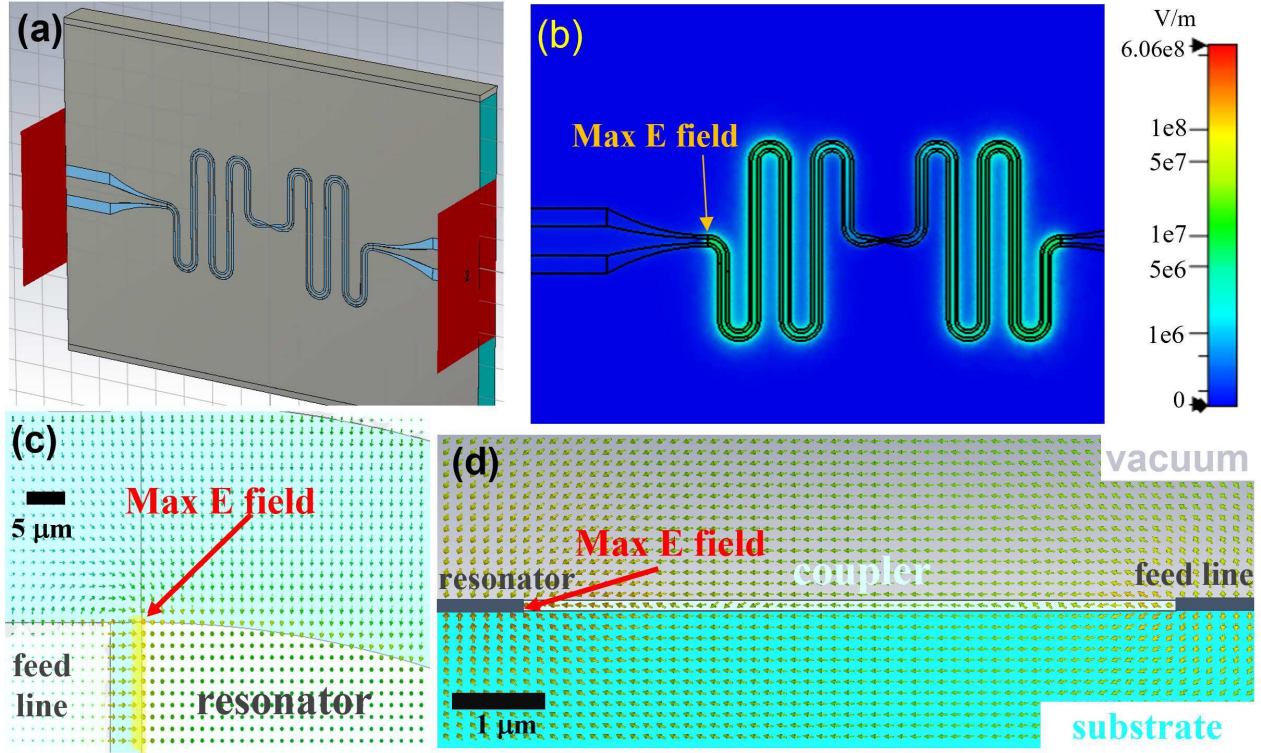 (a)
(b)
Max E field
V/m
6.06e8
1e8
5e7
1e7
5e6
1e6
0
(c)
5 μm
Max E field
feed
line
resonator
(d)
vacuum
Max E field
resonator
coupler
feed line
1 μm
substrate